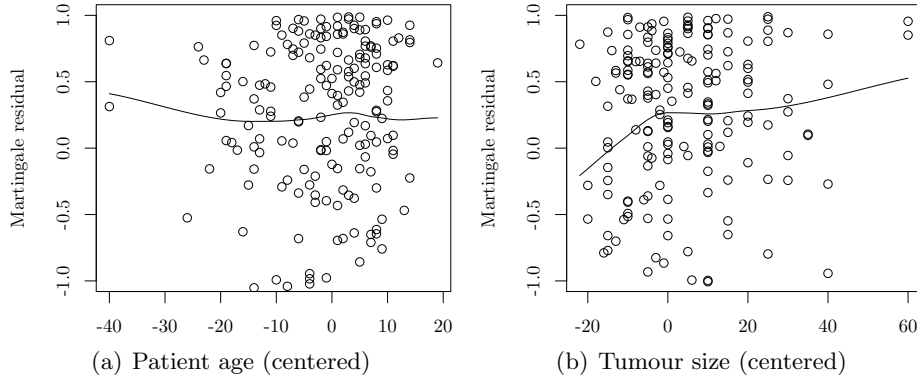 1.0
0.5
0.0
-0.5
-1.0
Martingale residual
-40 -30 -20 -10 0 10 20
(a) Patient age (centered)
1.0
0.5
0.0
-0.5
-1.0
Martingale residual
-20 0 20 40 60
(b) Tumour size (centered)